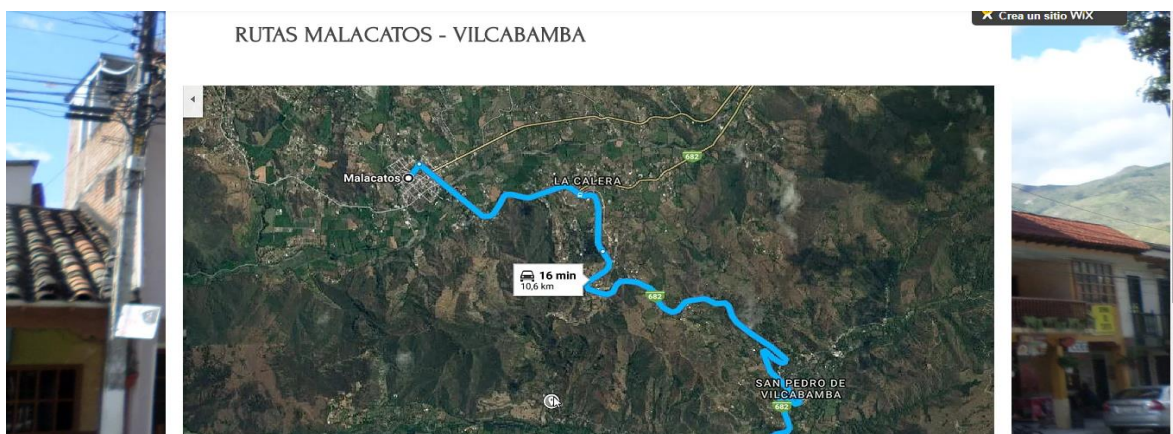 X Crea un sitio WiX
RUTAS MALACATOS - VILCABAMBA
682
Malacatos
LA CALERA
16 min
10,6 km
682
SAN PEDRO DE
VILCABAMBA
682